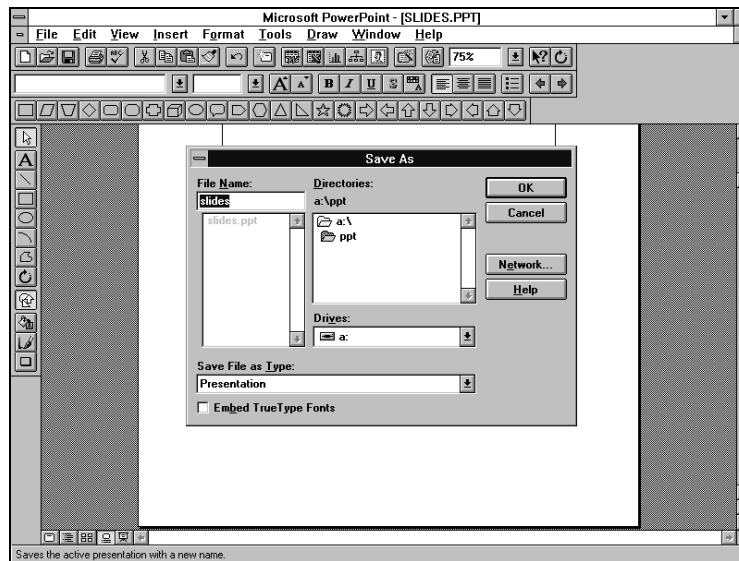 Microsoft PowerPoint - [SLIDES.PPT]
File Edit View Insert Format Tools Draw Window Help
75%
B I U S
Save As
File Name:
slides
slides.ppt
Directories:
a:\ppt
a:\
ppt
OK
Cancel
Network...
Help
Drives:
a:
Save File as Type:
Presentation
Embed TrueType Fonts
Saves the active presentation with a new name.